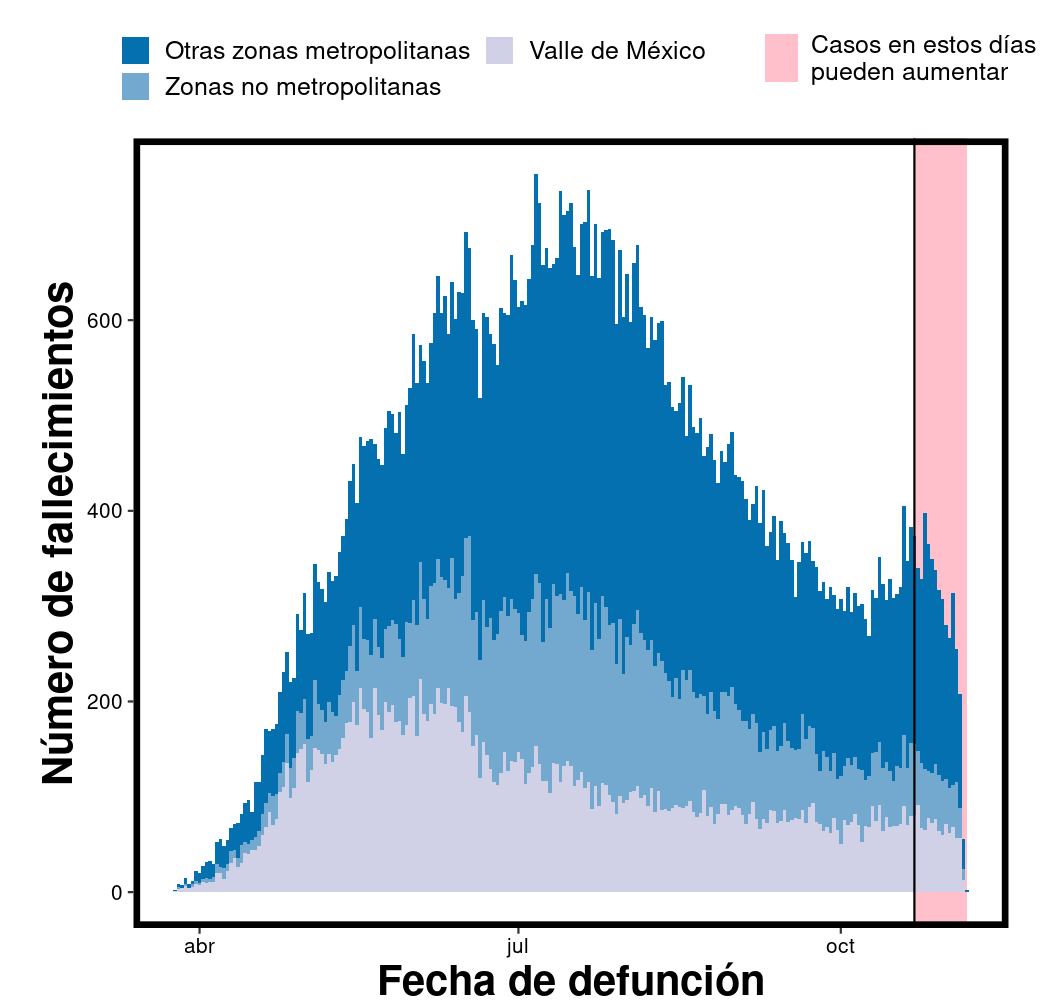 Otras zonas metropolitanas
Zonas no metropolitanas
Valle de México
Casos en estos días
pueden aumentar
Número de fallecimientos
600
400
200
0
abr
jul
oct
Fecha de defunción